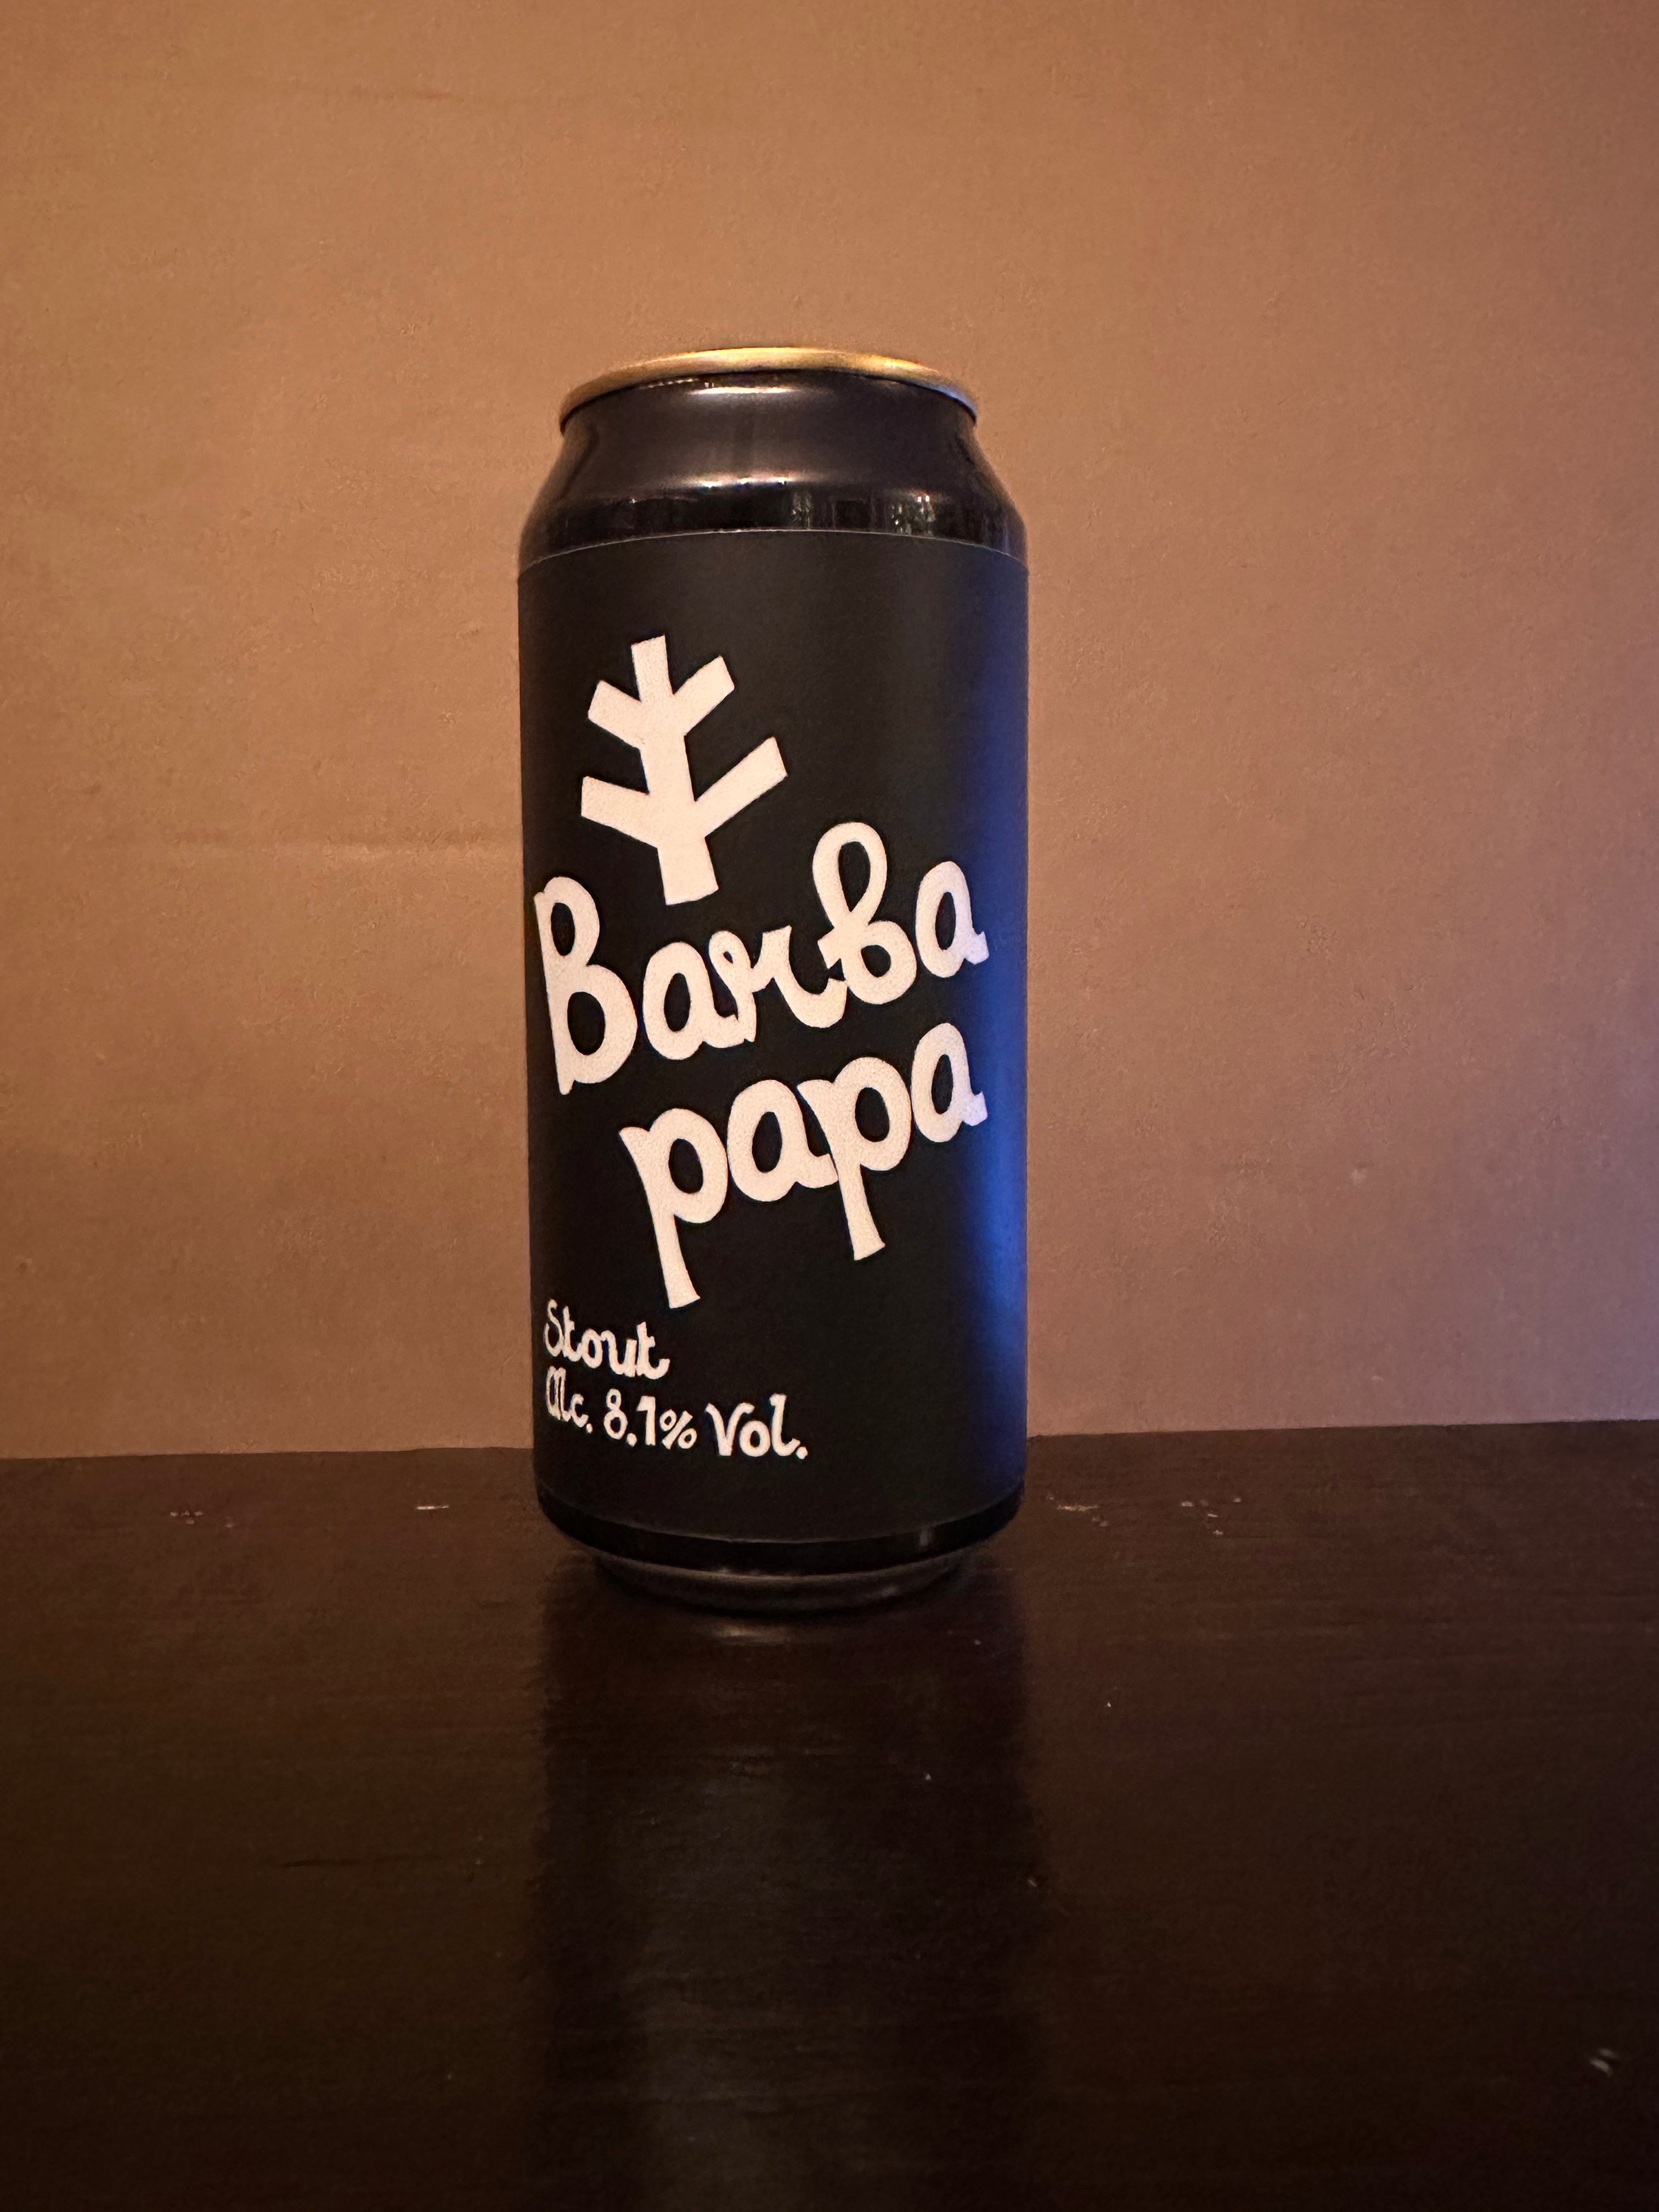 Barba
papa
Stout
Alc. 8.1% Vol.